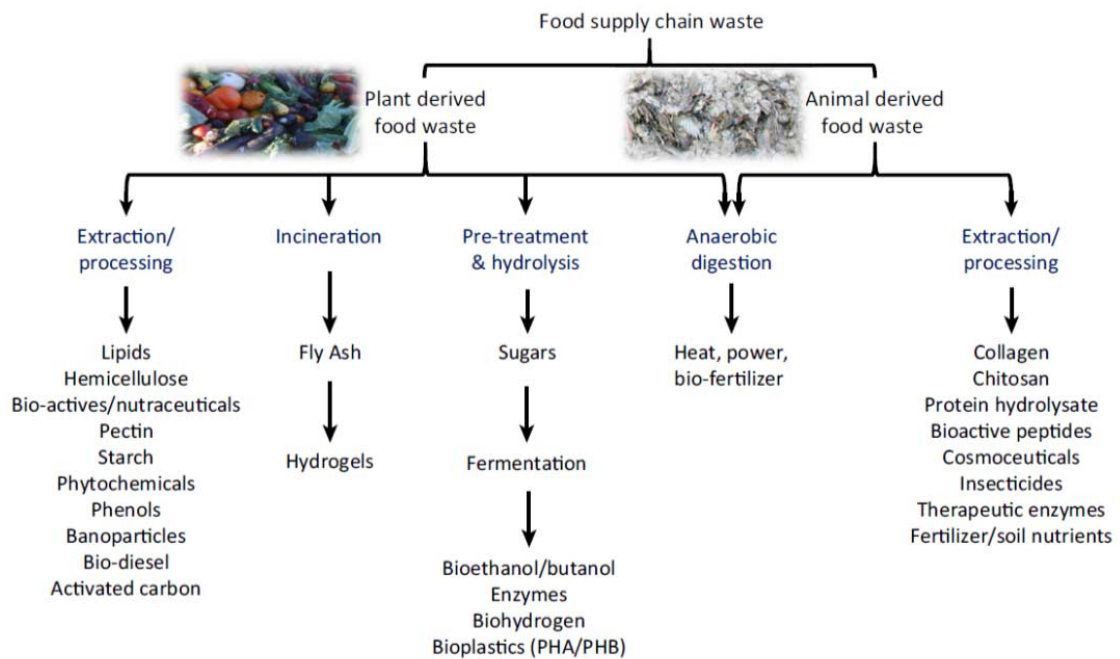 Food supply chain waste
Plant derived
food waste
Animal derived
food waste
Extraction/
processing
Incineration
Pre-treatment
& hydrolysis
Anaerobic
digestion
Extraction/
processing
Lipids
Hemicellulose
Bio-actives/nutraceuticals
Pectin
Starch
Phytochemicals
Phenols
Banoparticles
Bio-diesel
Activated carbon
Fly Ash
Hydrogels
Sugars
Fermentation
Bioethanol/butanol
Enzymes
Biohydrogen
Bioplastics (PHA/PHB)
Heat, power,
bio-fertilizer
Collagen
Chitosan
Protein hydrolysate
Bioactive peptides
Cosmoceuticals
Insecticides
Therapeutic enzymes
Fertilizer/soil nutrients